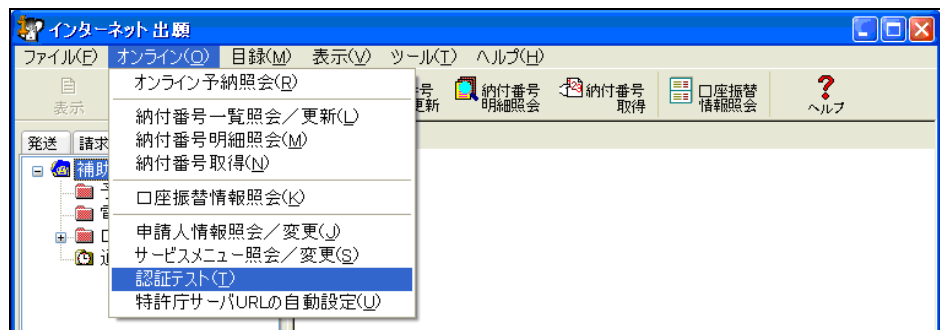 インターネット出願
ファイル(F) オンライン(O) 目録(M) 表示(V) ツール(T) ヘルプ(H)
表示
号
更新
納付番号
明細照会
納付番号
取得
口座振替
情報照会
ヘルプ
発送 請求
補助
オンライン予納照会(R)
納付番号一覧照会／更新(L)
納付番号明細照会(M)
納付番号取得(N)
口座振替情報照会(K)
申請人情報照会／変更(J)
サービスメニュー照会／変更(S)
認証テスト(T)
特許庁サーバURLの自動設定(U)